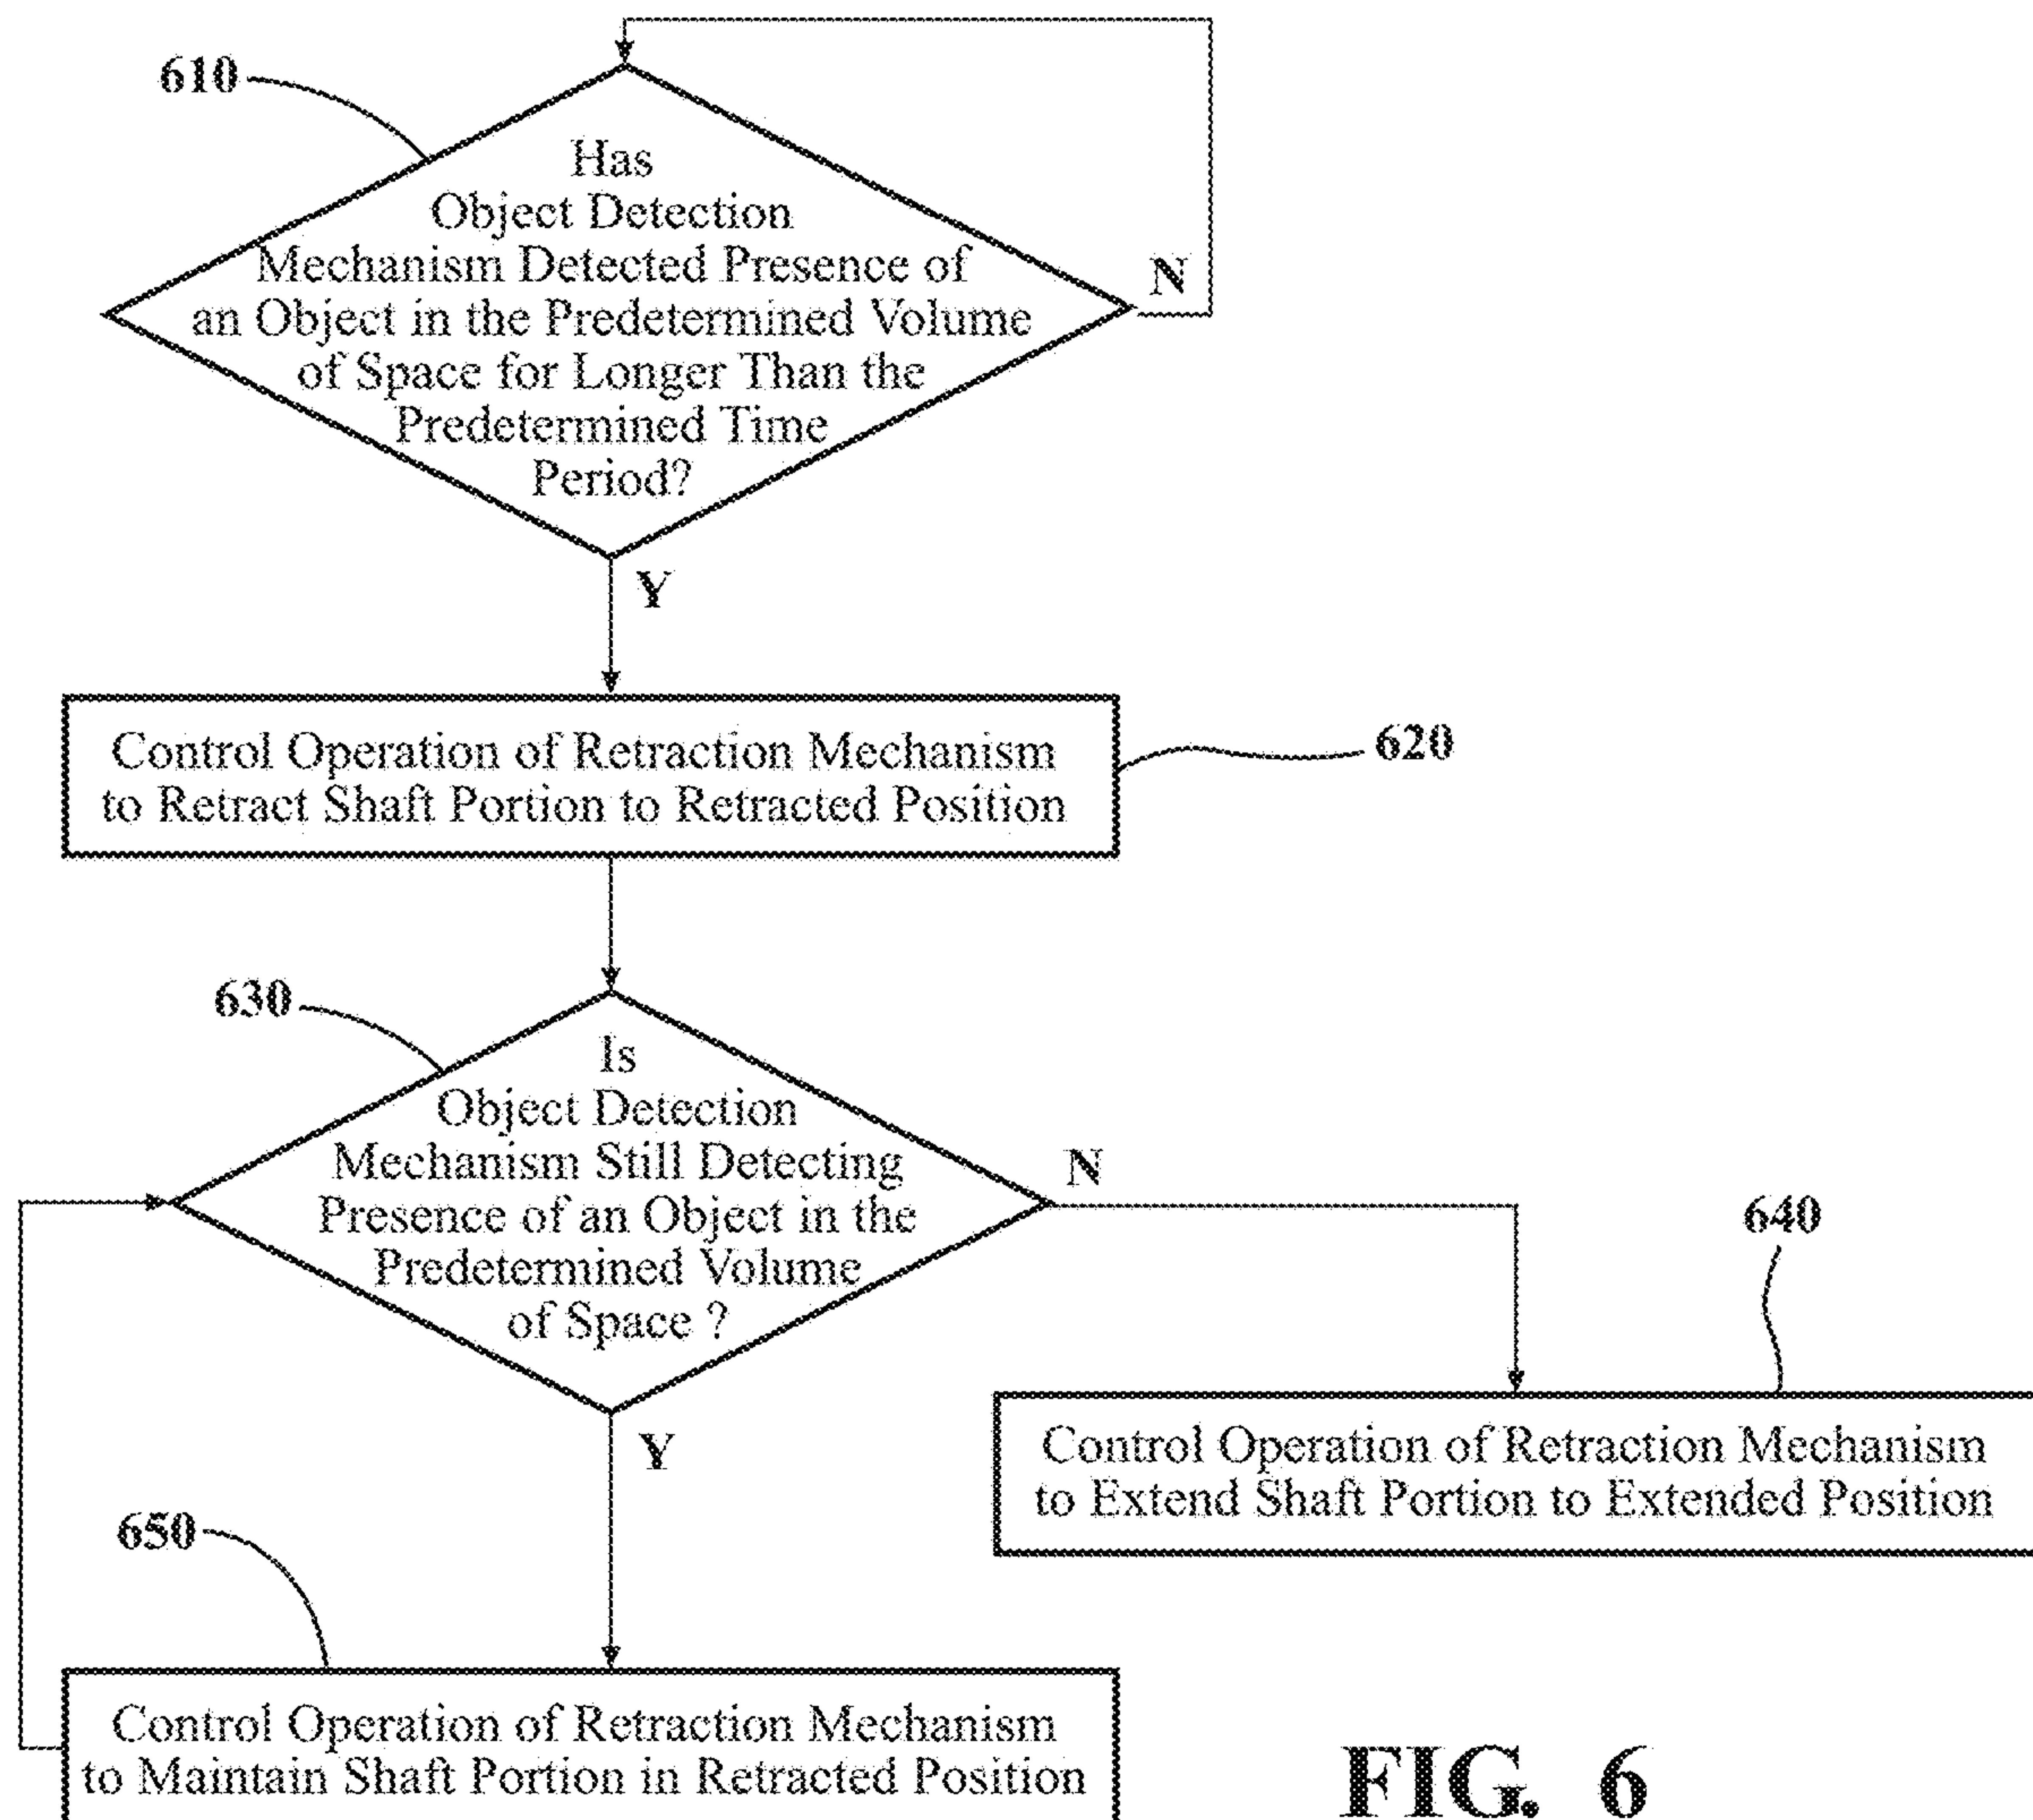 610
Has
Object Detection
Mechanism Detected Presence of
an Object in the Predetermined Volume
of Space for Longer Than the
Predetermined Time
Period?
N
Y
Control Operation of Retraction Mechanism
to Retract Shaft Portion to Retracted Position
620
630
Is
Object Detection
Mechanism Still Detecting
Presence of an Object in the
Predetermined Volume
of Space ?
N
Y
640
Control Operation of Retraction Mechanism
to Extend Shaft Portion to Extended Position
650
Control Operation of Retraction Mechanism
to Maintain Shaft Portion in Retracted Position
FIG. 6